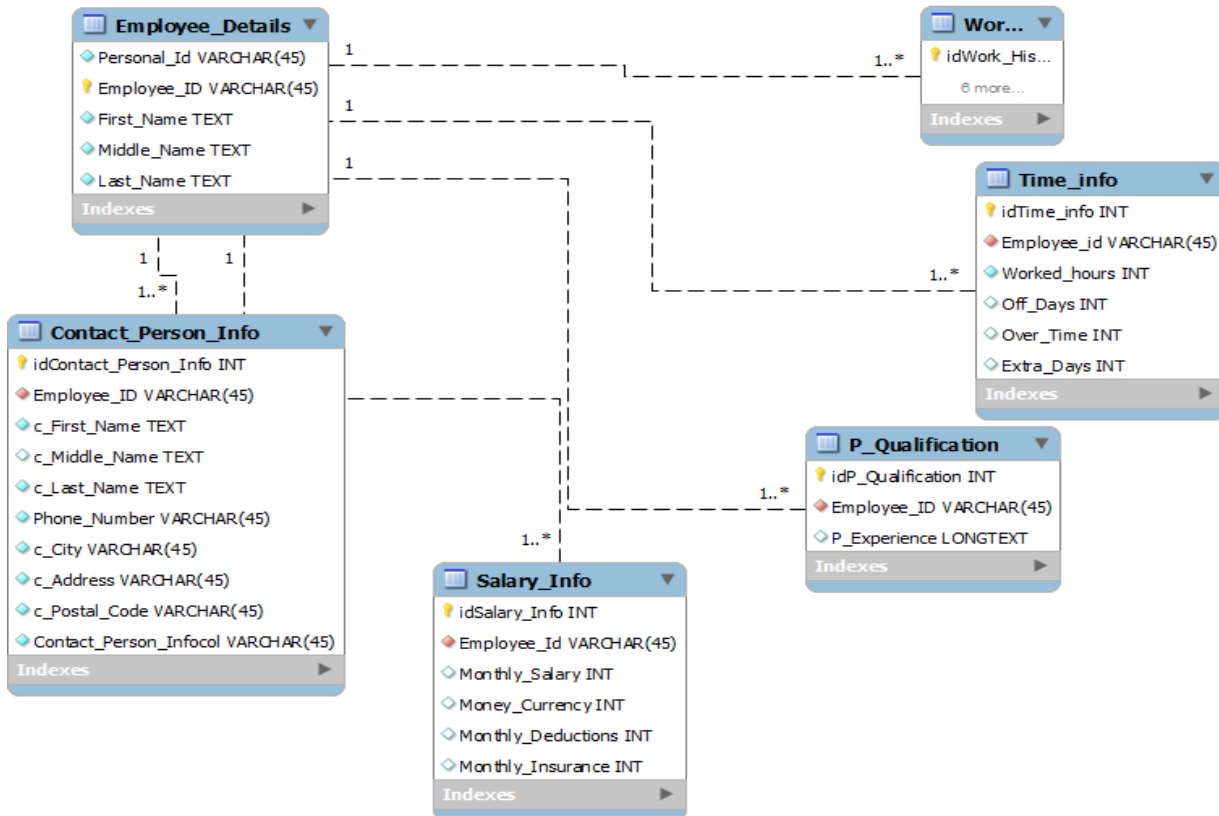 Employee_Details
Personal_Id VARCHAR(45)
Employee_ID VARCHAR(45)
First_Name TEXT
Middle_Name TEXT
Last_Name TEXT
Indexes
1
1..*
1
1..*
1
1..*
1
1..*
1
1..*
Wor...
idWork_His...
6 more...
Indexes
Time_info
idTime_info INT
Employee_id VARCHAR(45)
Worked_hours INT
Off_Days INT
Over_Time INT
Extra_Days INT
Indexes
Contact_Person_Info
idContact_Person_Info INT
Employee_ID VARCHAR(45)
c_First_Name TEXT
c_Middle_Name TEXT
c_Last_Name TEXT
Phone_Number VARCHAR(45)
c_City VARCHAR(45)
c_Address VARCHAR(45)
c_Postal_Code VARCHAR(45)
Contact_Person_Infocol VARCHAR(45)
Indexes
P_Qualification
idP_Qualification INT
Employee_ID VARCHAR(45)
P_Experience LONGTEXT
Indexes
Salary_Info
idSalary_Info INT
Employee_Id VARCHAR(45)
Monthly_Salary INT
Money_Currency INT
Monthly_Deductions INT
Monthly_Insurance INT
Indexes